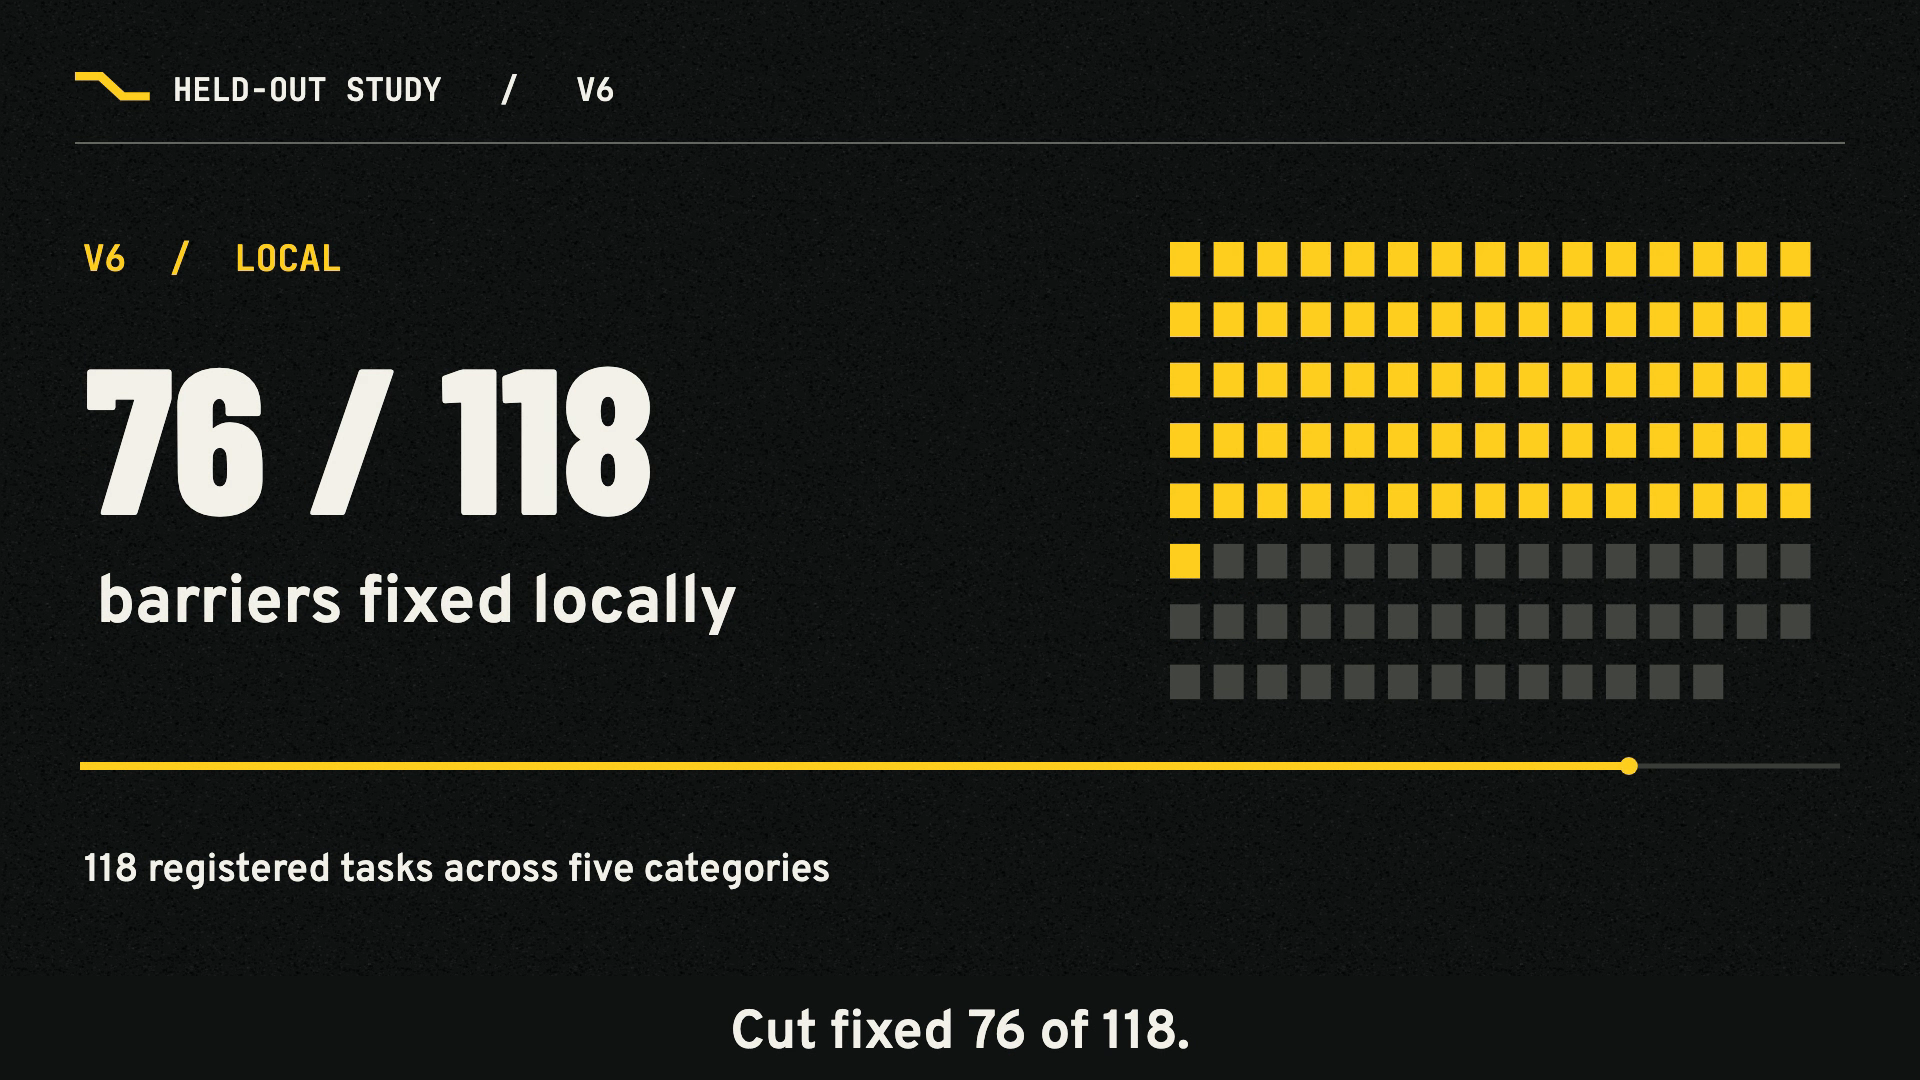 HELD-OUT STUDY / V6
V6 / LOCAL
76 / 118
barriers fixed locally
118 registered tasks across five categories
Cut fixed 76 of 118.